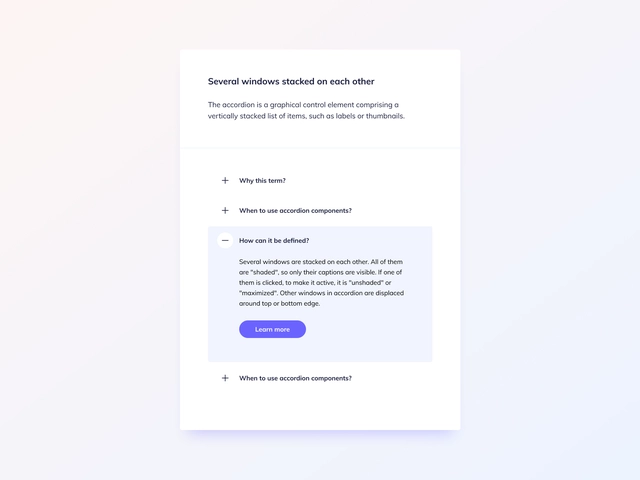 Several windows stacked on each other
The accordion is a graphical control element comprising a
vertically stacked list of items, such as labels or thumbnails.
Why this term?
When to use accordion components?
How can it be defined?
Several windows are stacked on each other. All of them
are "shaded", so only their captions are visible. If one of
them is clicked, to make it active, it is "unshaded" or
"maximized". Other windows in accordion are displaced
around top or bottom edge.
Learn more
When to use accordion components?